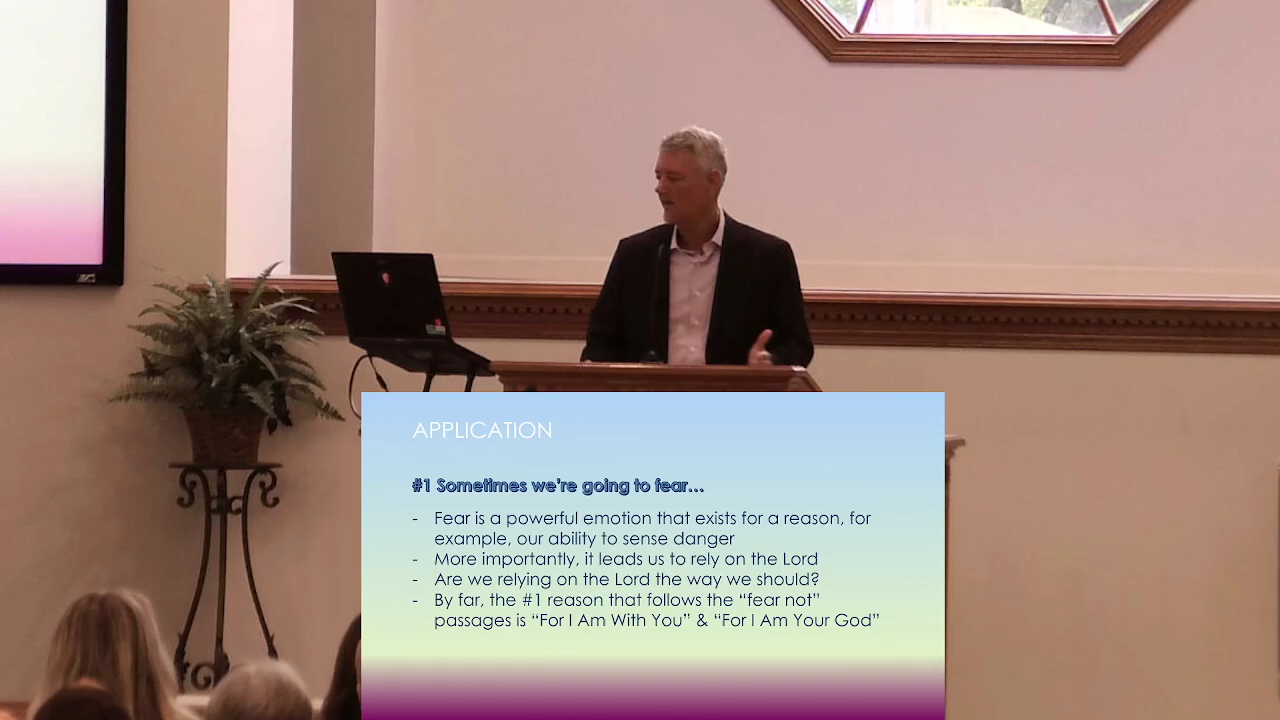 APPLICATION
#1 Sometimes we're going to fear...
- Fear is a powerful emotion that exists for a reason, for
example, our ability to sense danger
- More importantly, it leads us to rely on the Lord
- Are we relying on the Lord the way we should?
- By far, the #1 reason that follows the “fear not”
passages is “For I Am With You” & “For I Am Your God”